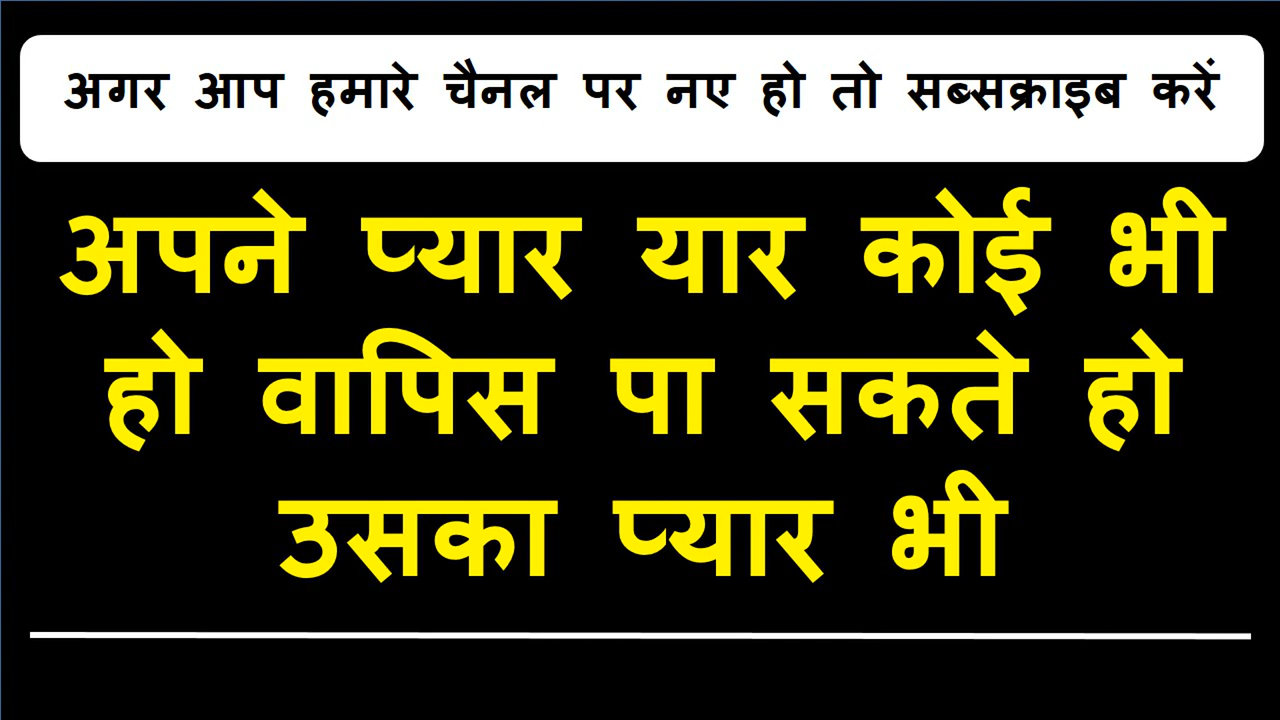 अगर आप हमारे चैनल पर नए हो तो सब्सक्राइब करें
अपने प्यार यार कोई भी
हो वापिस पा सकते हो
उसका प्यार भी